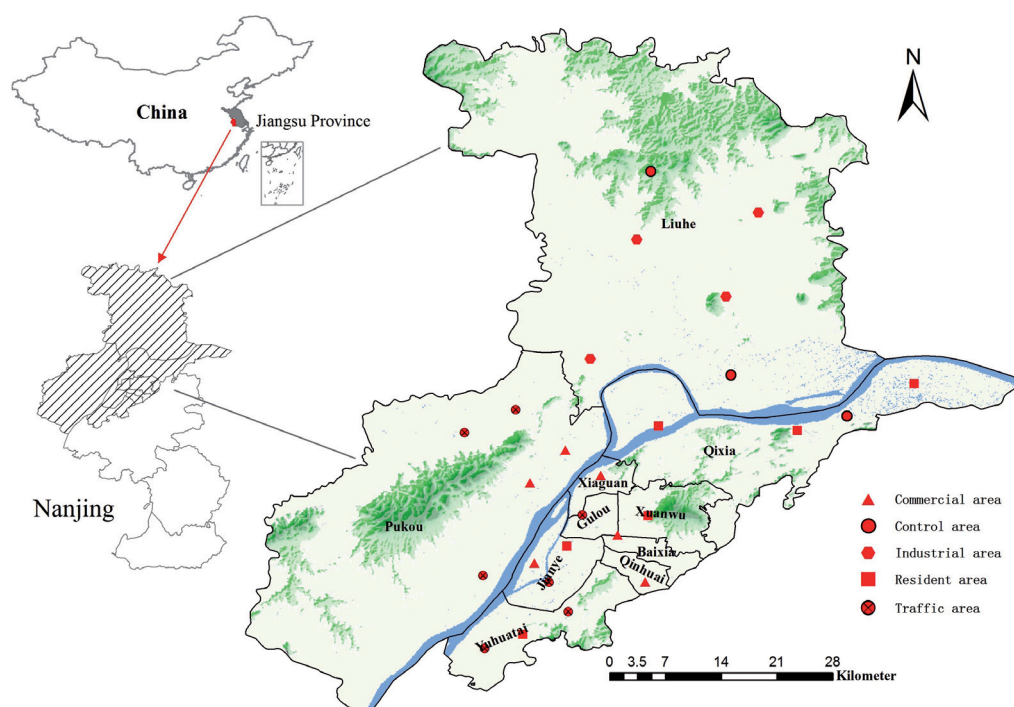 N
China
Jiangsu Province
Liuhe
Qixia
Xiaguan
Gulou
Xuanwu
Pukou
Baixia
Jianye
Qinhuai
Yuhuatai
Nanjing
Commercial area
Control area
Industrial area
Resident area
Traffic area
0 3.5 7 14 21 28
Kilometer